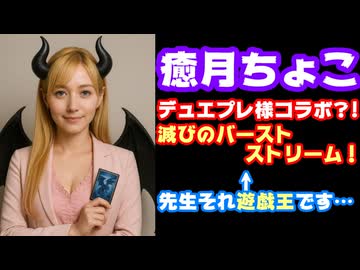 癒月ちょこ
デュエプレ様コラボ?!
滅びのバースト
ストリーム！
↑
先生それ遊戯王です…